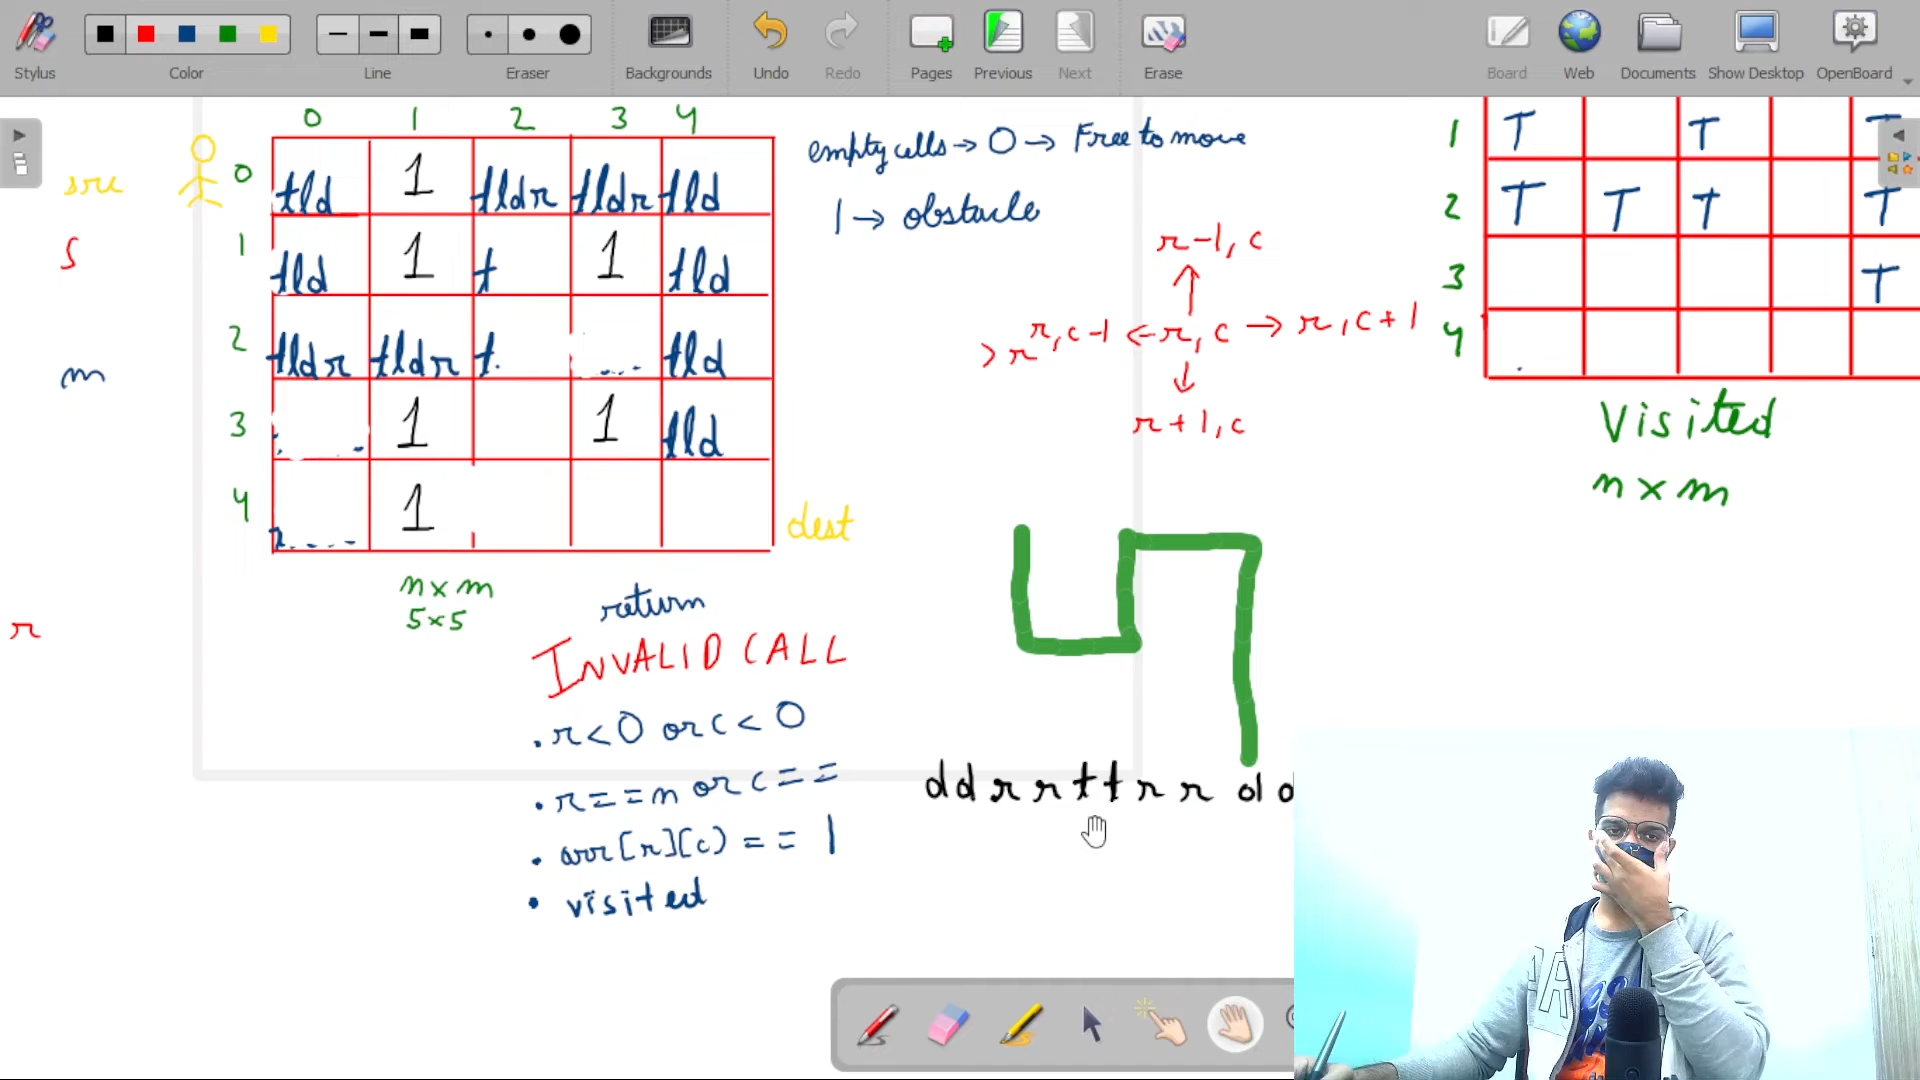 Stylus
Color
Line
Eraser
Backgrounds
Undo
Redo
Pages
Previous
Next
Erase
Board
Web
Documents
Show Desktop
OpenBoard
0 1 2 3 4
src 0 tld 1 tldr tldr tld
1 tld 1 t 1 tld
2 tldr tldr t. tld
3 1 1 tld
4 1 dest
n x m
5 x 5
s
m
r
empty cells → 0 → Free to move
1 → obstacle
r-1, c
r, c-1 ← r, c → r, c+1
> r
r+1, c
1 T T T
2 T T T T
3 T
4
Visited
n x m
return
INVALID CALL
. r < 0 or c < 0
. r == n or c ==
. arr[r][c] == 1
. visited
d d r r t t r r d d